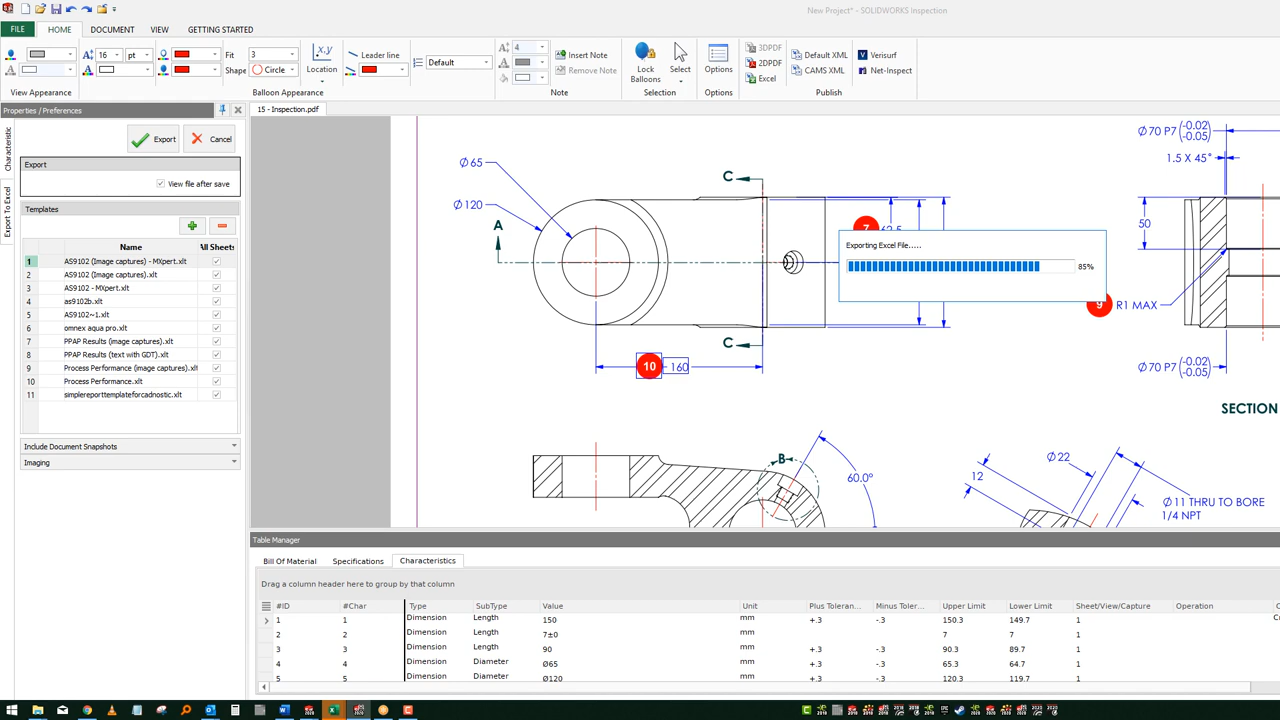 New Project* - SOLIDWORKS Inspection
FILE HOME DOCUMENT VIEW GETTING STARTED
16 pt Fit 3 Leader line Default 4 Insert Note 3DPDF Default XML Verisurf
Shape Circle Location Remove Note Lock Balloons Select Options 2DPDF CAMS XML Net-Inspect
Excel
View Appearance Balloon Appearance Note Selection Options Publish
Properties / Preferences
15 - Inspection.pdf
Characteristic
Export To Excel
Export Cancel
Export
View file after save
Templates
Name All Sheets
1 AS9102 (Image captures) - MXpert.xlt
2 AS9102 (Image captures).xlt
3 AS9102 - MXpert.xlt
4 as9102b.xlt
5 AS9102~1.xlt
6 omnex aqua pro.xlt
7 PPAP Results (image captures).xlt
8 PPAP Results (text with GDT).xlt
9 Process Performance (image captures).xl
10 Process Performance.xlt
11 simplereporttemplateforcadnostic.xlt
Include Document Snapshots
Imaging
Ø65
Ø120
A
C
C
10 160
7
Exporting Excel File.....
85%
9
R1 MAX
Ø70 P7 (-0.02 -0.05)
1.5 X 45°
50
Ø70 P7 (-0.02 -0.05)
SECTION
B
60.0°
12
Ø22
Ø11 THRU TO BORE
1/4 NPT
Table Manager
Bill Of Material Specifications Characteristics
Drag a column header here to group by that column
#ID #Char Type SubType Value Unit Plus Toleran... Minus Toler... Upper Limit Lower Limit Sheet/View/Capture Operation
1 1 Dimension Length 150 mm +.3 -.3 150.3 149.7 1
2 2 Dimension Length 7±0 mm 7 7 1
3 3 Dimension Length 90 mm +.3 -.3 90.3 89.7 1
4 4 Dimension Diameter Ø65 mm +.3 -.3 65.3 64.7 1
5 5 Dimension Diameter Ø120 mm +.3 -.3 120.3 119.7 1